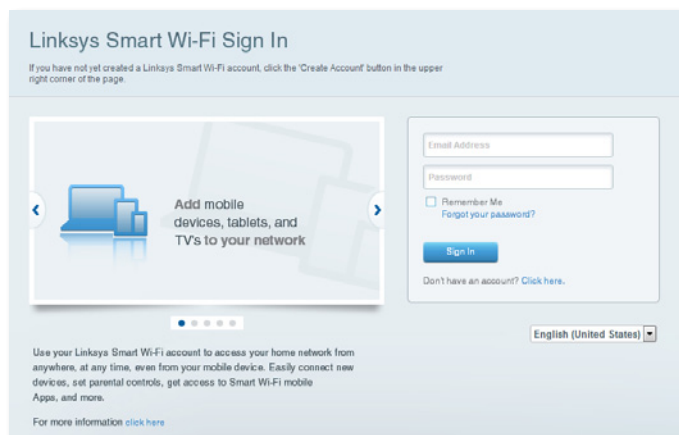 Linksys Smart Wi-Fi Sign In
If you have not yet created a Linksys Smart Wi-Fi account, click the 'Create Account' button in the upper
right corner of the page.
Add mobile
devices, tablets, and
TV's to your network
Email Address
Password
Remember Me
Forgot your password?
Sign In
Don't have an account? Click here.
English (United States)
Use your Linksys Smart Wi-Fi account to access your home network from
anywhere, at any time, even from your mobile device. Easily connect new
devices, set parental controls, get access to Smart Wi-Fi mobile
Apps, and more.
For more information click here